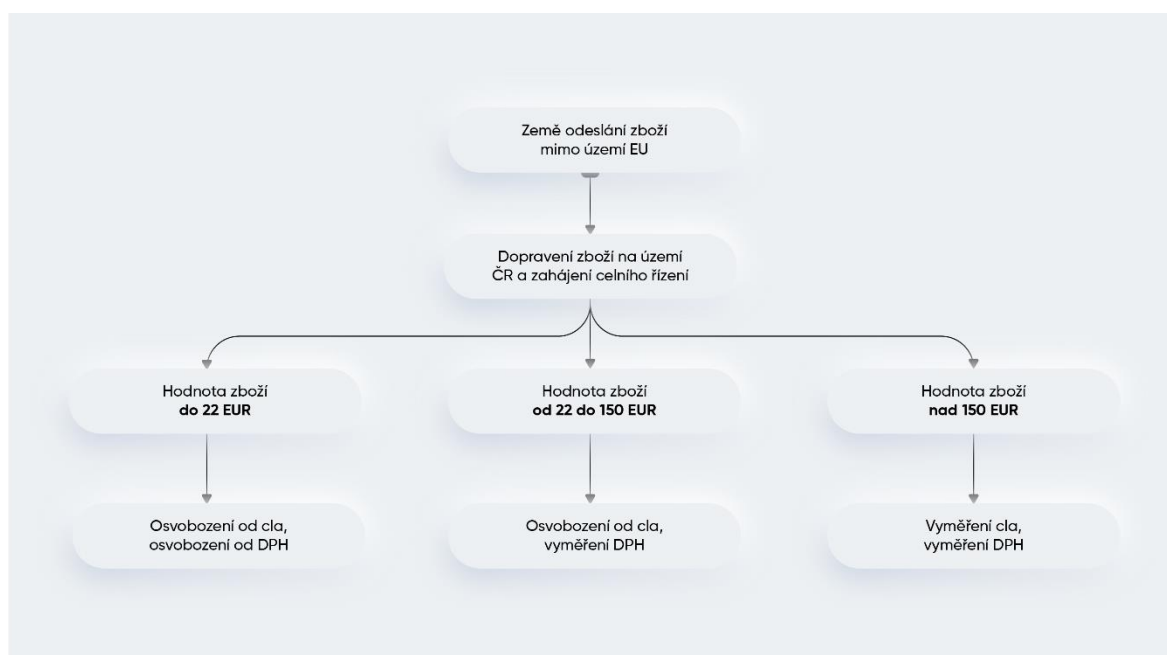 Země odeslání zboží
mimo území EU
Dopravení zboží na území
ČR a zahájení celního řízení
Hodnota zboží
do 22 EUR
Hodnota zboží
od 22 do 150 EUR
Hodnota zboží
nad 150 EUR
Osvobození od cla,
osvobození od DPH
Osvobození od cla,
vyměření DPH
Vyměření cla,
vyměření DPH